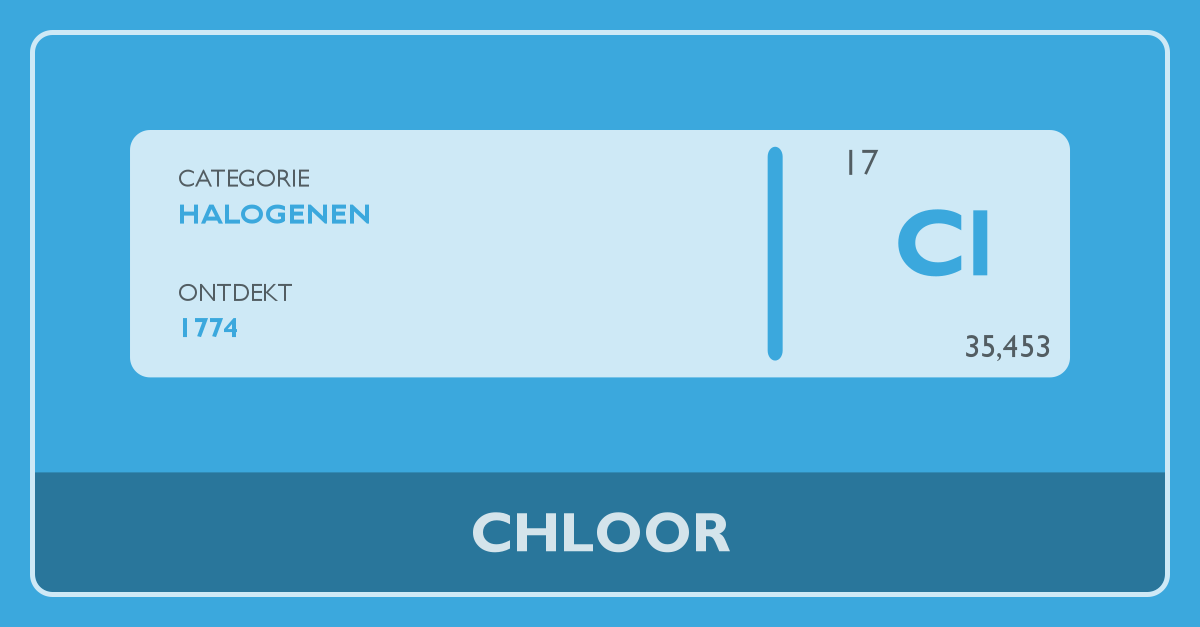 CATEGORIE
HALOGENEN
ONTDEKT
1774
17
Cl
35,453
CHLOOR